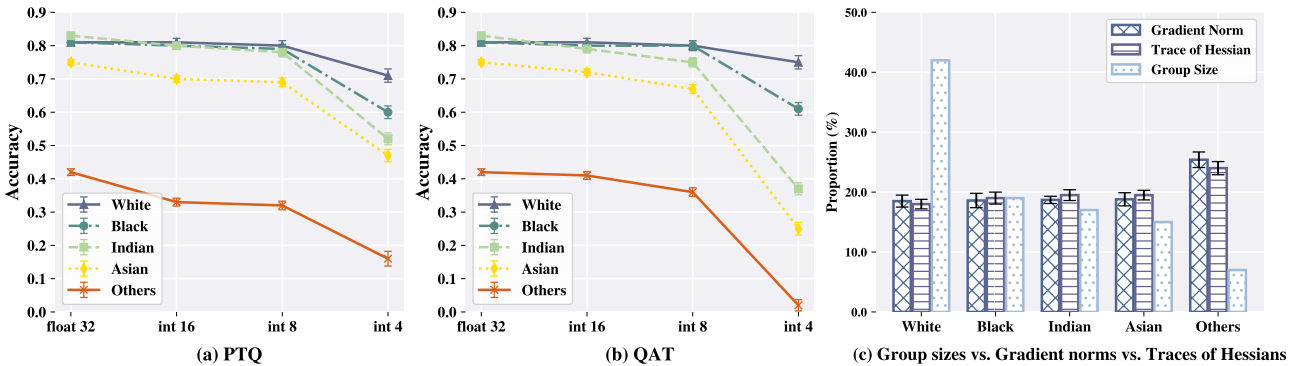 0.9
0.8
0.7
0.6
0.5
0.4
0.3
0.2
0.1
0.0
Accuracy
White
Black
Indian
Asian
Others
float 32
int 16
int 8
int 4
(a) PTQ
0.9
0.8
0.7
0.6
0.5
0.4
0.3
0.2
0.1
0.0
Accuracy
White
Black
Indian
Asian
Others
float 32
int 16
int 8
int 4
(b) QAT
50.0
40.0
30.0
20.0
10.0
0.0
Proportion (%)
Gradient Norm
Trace of Hessian
Group Size
White
Black
Indian
Asian
Others
(c) Group sizes vs. Gradient norms vs. Traces of Hessians